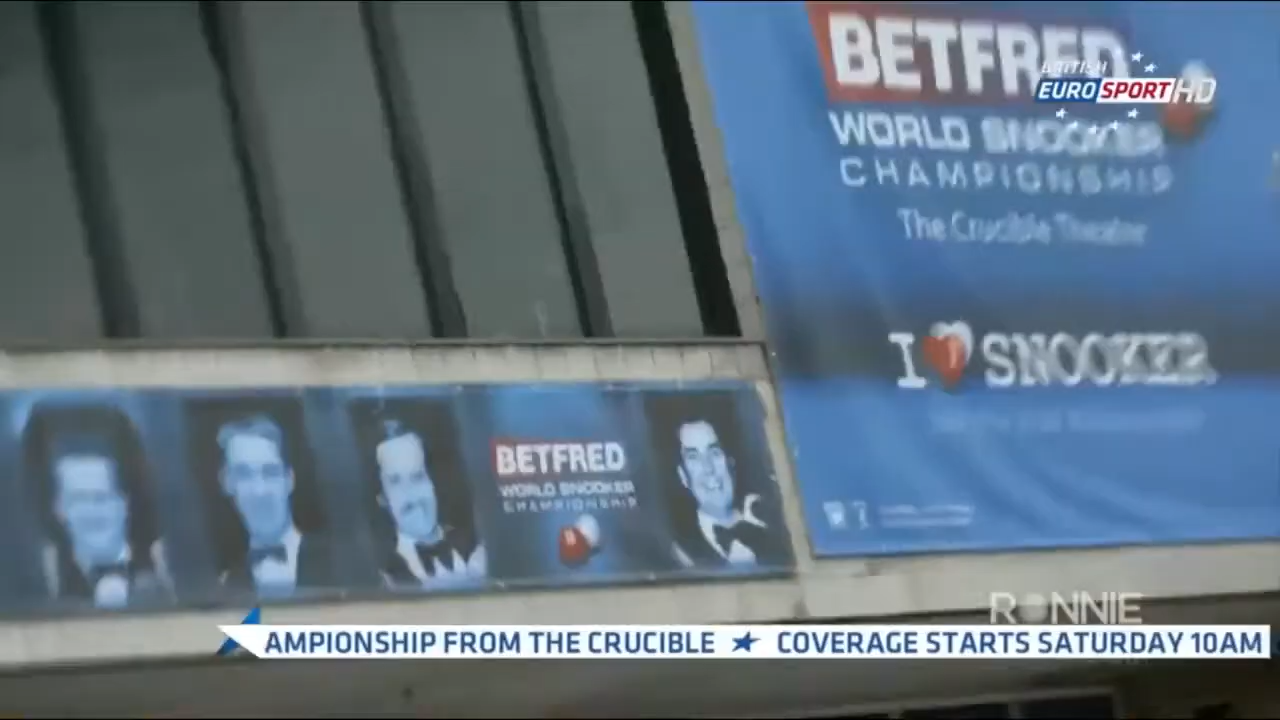 BETFRED
BRITISH
EUROSPORT HD
WORLD SNOOKER
CHAMPIONSHIP
The Crucible Theatre
I SNOOKER
BETFRED
WORLD SNOOKER
CHAMPIONSHIP
RONNIE
AMPIONSHIP FROM THE CRUCIBLE ★ COVERAGE STARTS SATURDAY 10AM